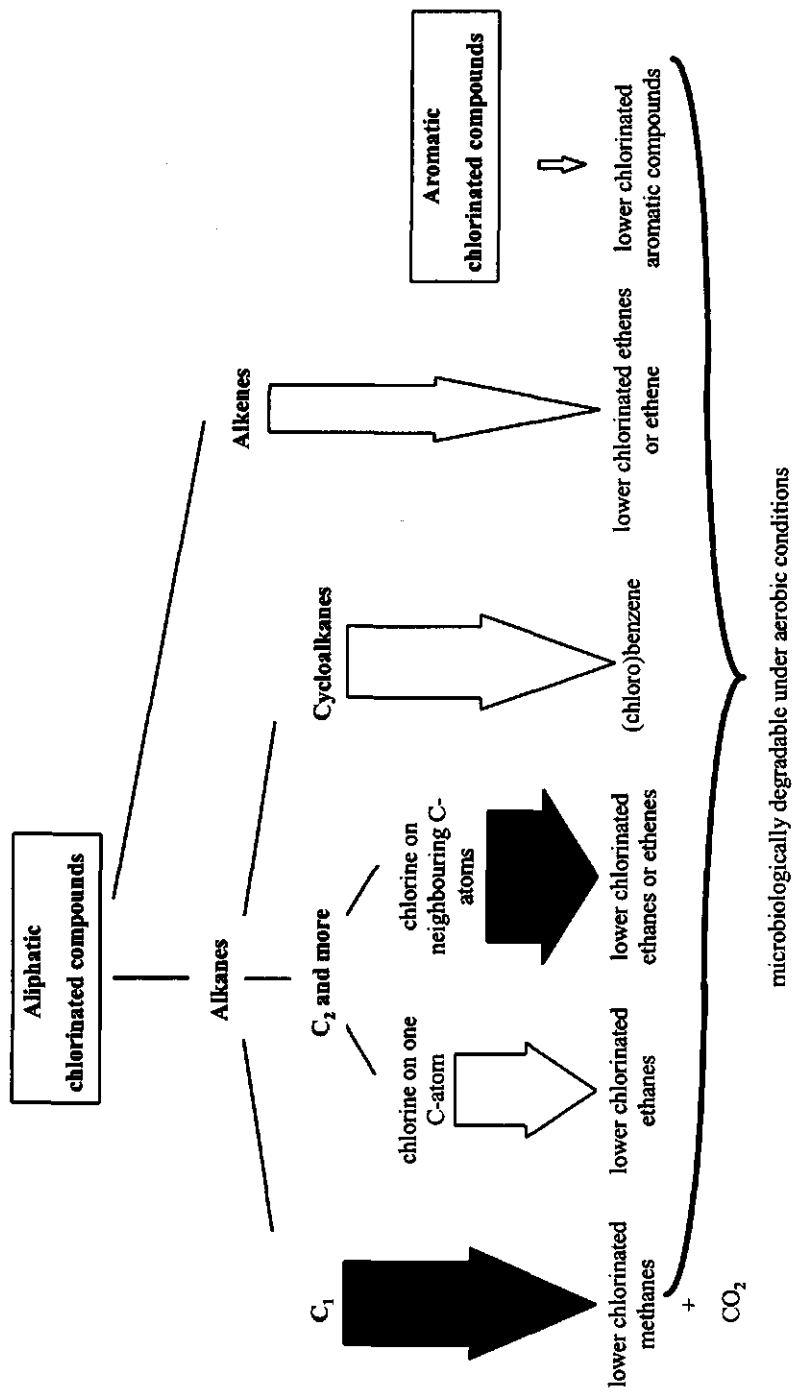 Aliphatic
chlorinated compounds
Aromatic
chlorinated compounds
Alkanes
Alkenes
C₁
C₂ and more
Cycloalkanes
chlorine on one
C-atom
chlorine on
neighbouring C-
atoms
lower chlorinated
methanes
+
CO₂
lower chlorinated
ethanes
lower chlorinated
ethanes or ethenes
(chloro)benzene
lower chlorinated ethenes
or ethene
lower chlorinated
aromatic compounds
microbiologically degradable under aerobic conditions